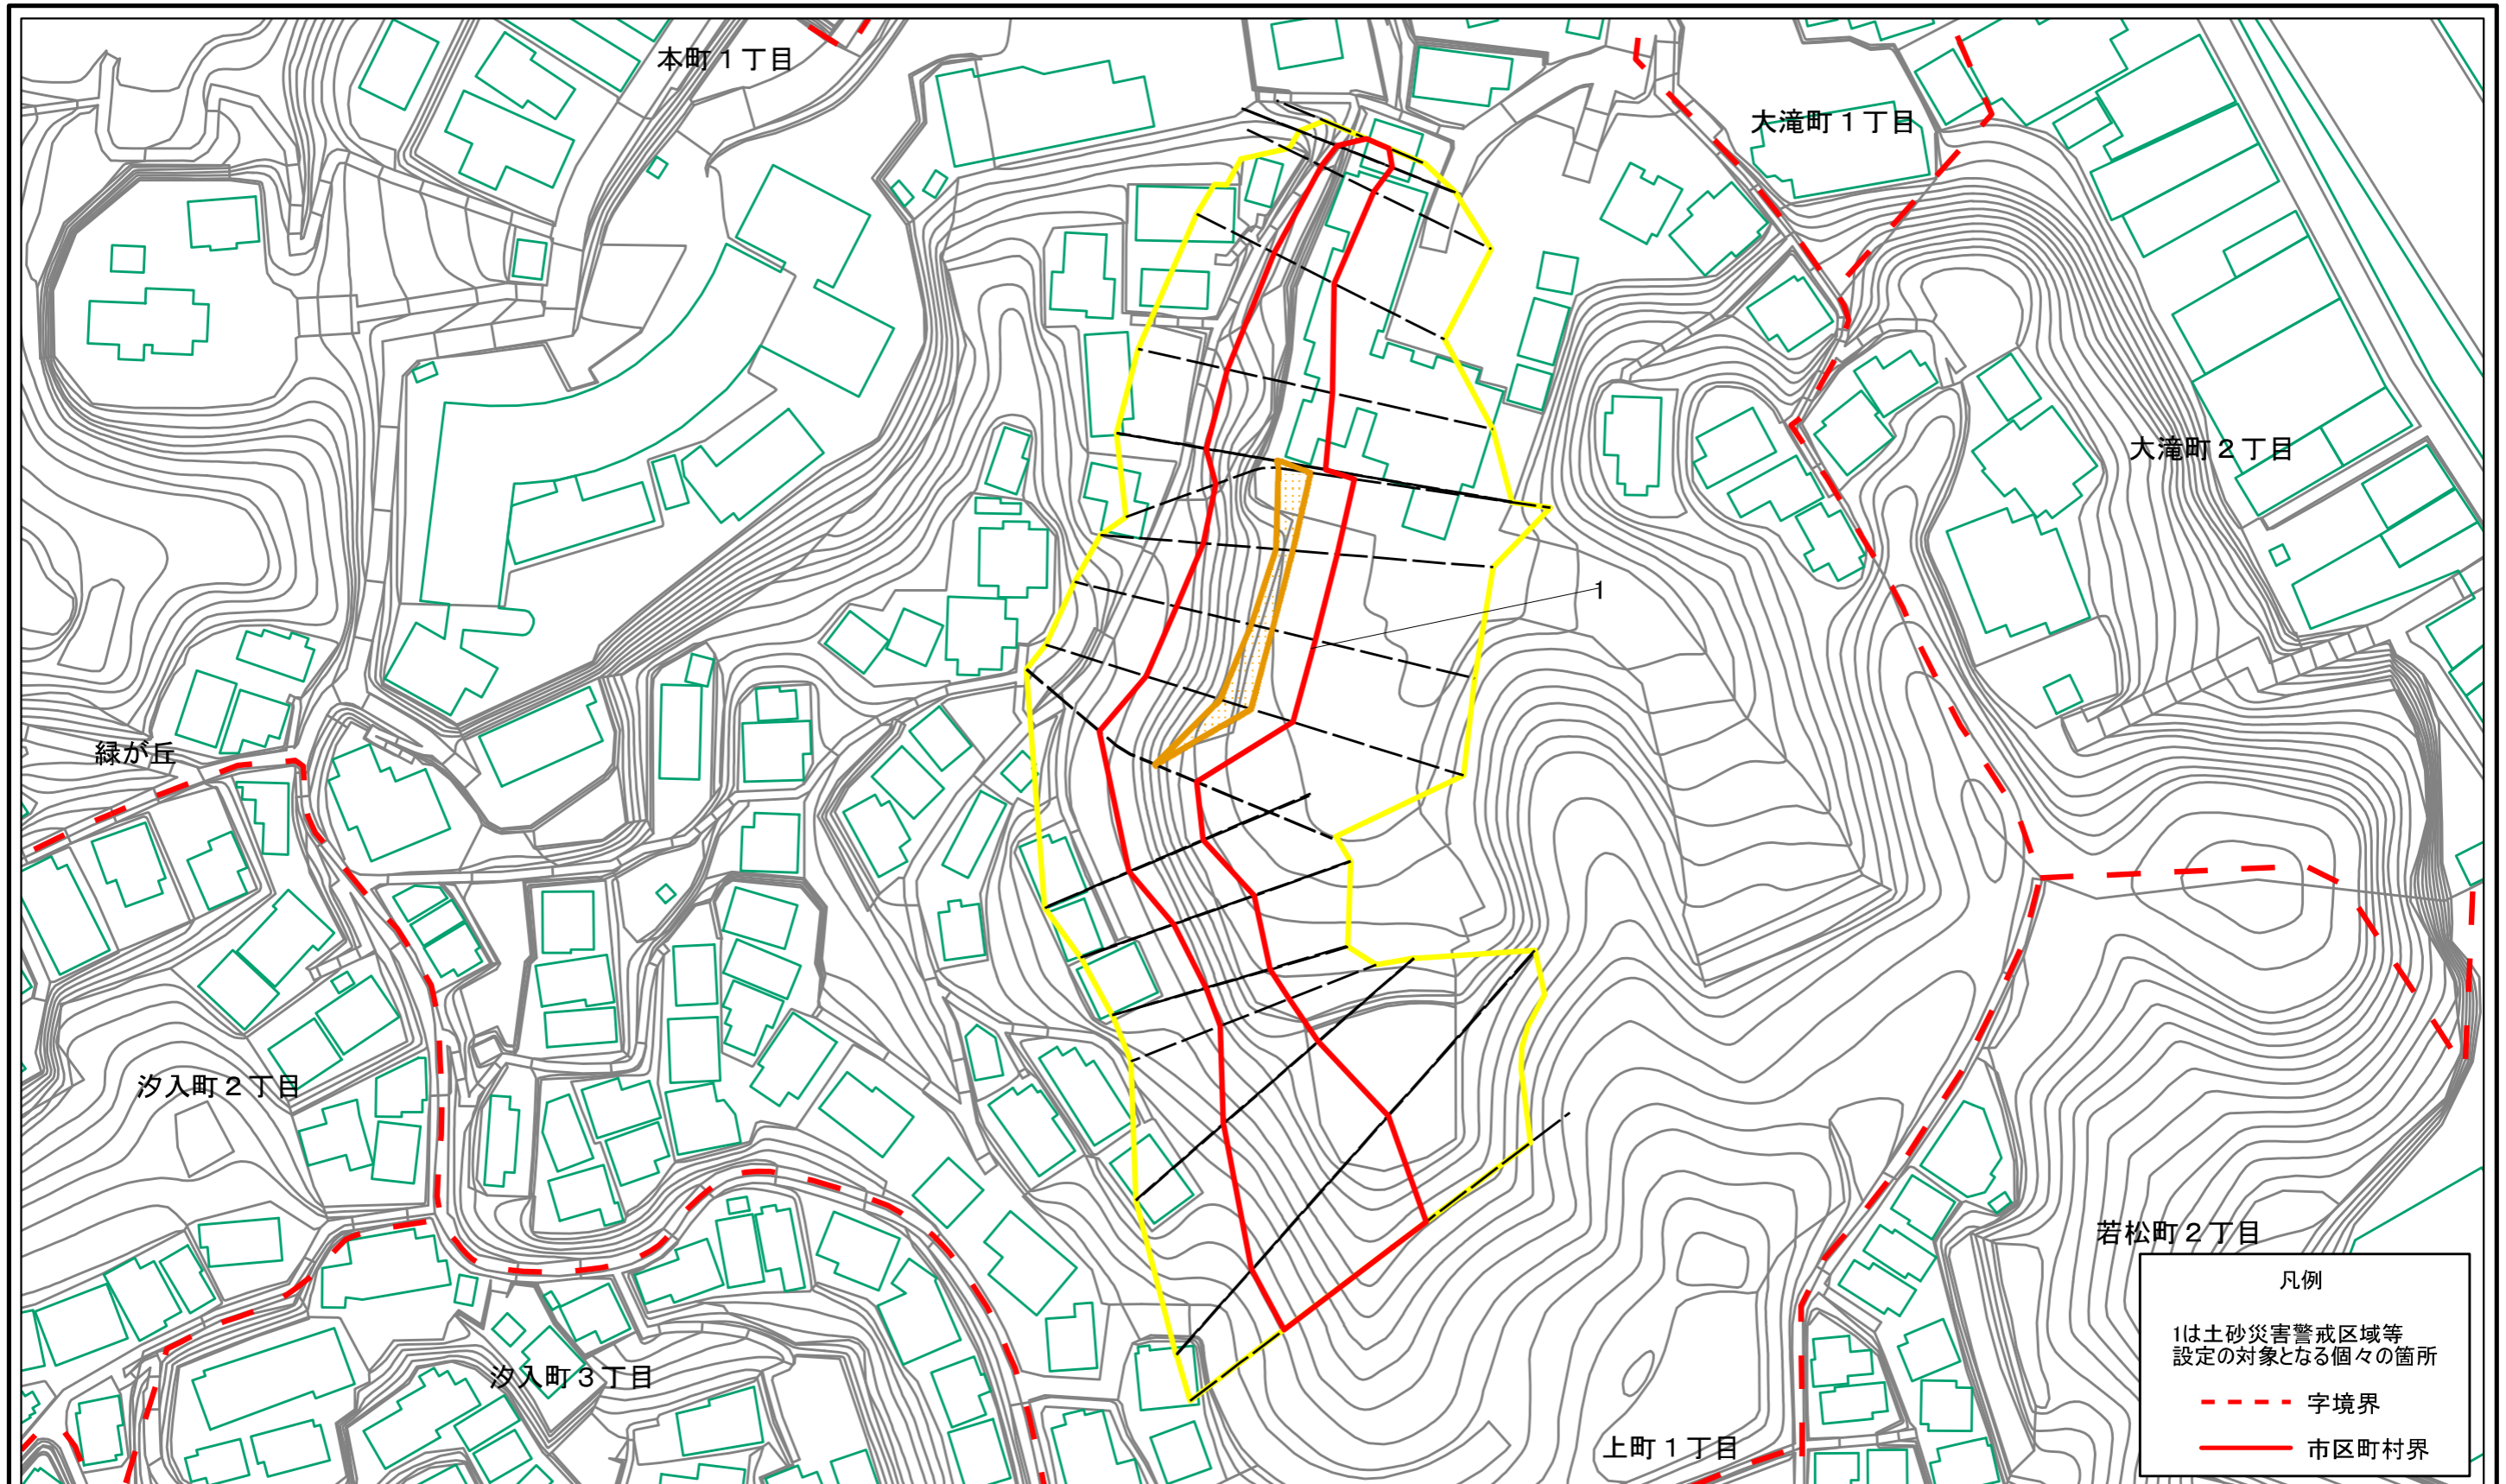 本町１丁目
大滝町１丁目
大滝町２丁目
1
緑が丘
汐入町２丁目
若松町２丁目
汐入町３丁目
上町１丁目
凡例
1は土砂災害警戒区域等
設定の対象となる個々の箇所
字境界
市区町村界